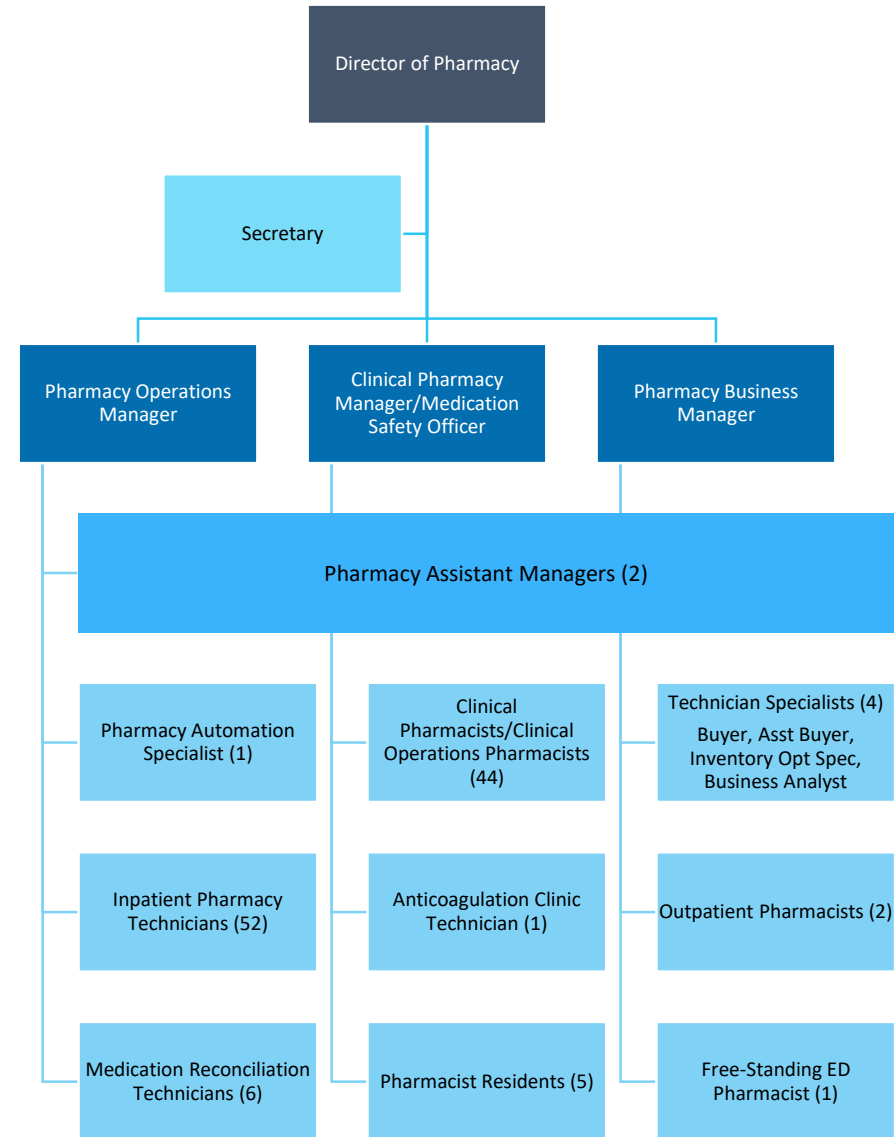 Director of Pharmacy
Secretary
Pharmacy Operations
Manager
Clinical Pharmacy
Manager/Medication
Safety Officer
Pharmacy Business
Manager
Pharmacy Assistant Managers (2)
Pharmacy Automation
Specialist (1)
Clinical
Pharmacists/Clinical
Operations Pharmacists
(44)
Technician Specialists (4)
Buyer, Asst Buyer,
Inventory Opt Spec,
Business Analyst
Inpatient Pharmacy
Technicians (52)
Anticoagulation Clinic
Technician (1)
Outpatient Pharmacists (2)
Medication Reconciliation
Technicians (6)
Pharmacist Residents (5)
Free-Standing ED
Pharmacist (1)